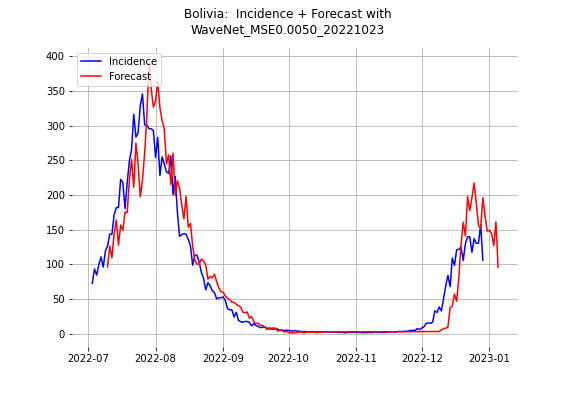 Bolivia:  Incidence + Forecast with
WaveNet_MSE0.0050_20221023
Incidence
Forecast
400
350
300
250
200
150
100
50
0
2022-07 2022-08 2022-09 2022-10 2022-11 2022-12 2023-01